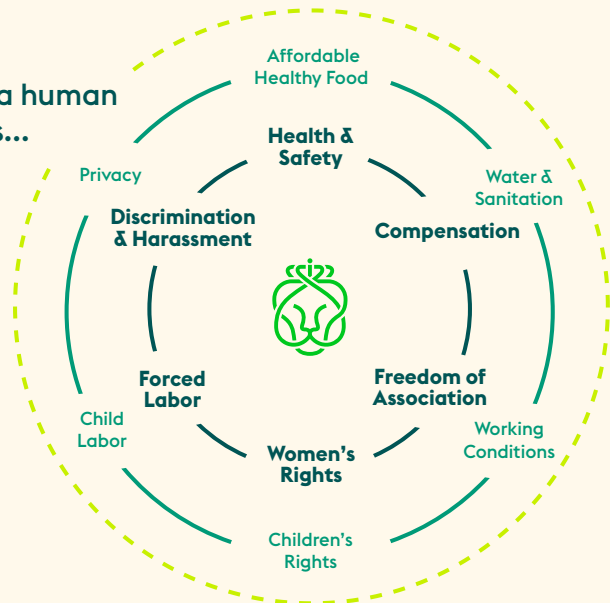 a human
s...
Affordable
Healthy Food
Health &
Safety
Privacy
Water &
Sanitation
Discrimination
& Harassment
Compensation
Forced
Labor
Freedom of
Association
Child
Labor
Working
Conditions
Women's
Rights
Children's
Rights